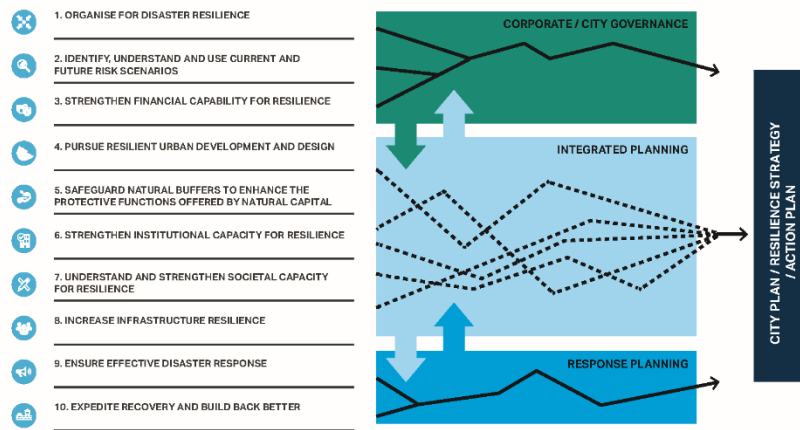 1. ORGANISE FOR DISASTER RESILIENCE
2. IDENTIFY, UNDERSTAND AND USE CURRENT AND
FUTURE RISK SCENARIOS
3. STRENGTHEN FINANCIAL CAPABILITY FOR RESILIENCE
4. PURSUE RESILIENT URBAN DEVELOPMENT AND DESIGN
5. SAFEGUARD NATURAL BUFFERS TO ENHANCE THE
PROTECTIVE FUNCTIONS OFFERED BY NATURAL CAPITAL
6. STRENGTHEN INSTITUTIONAL CAPACITY FOR RESILIENCE
7. UNDERSTAND AND STRENGTHEN SOCIETAL CAPACITY
FOR RESILIENCE
8. INCREASE INFRASTRUCTURE RESILIENCE
9. ENSURE EFFECTIVE DISASTER RESPONSE
10. EXPEDITE RECOVERY AND BUILD BACK BETTER
CORPORATE / CITY GOVERNANCE
INTEGRATED PLANNING
RESPONSE PLANNING
CITY PLAN / RESILIENCE STRATEGY
/ ACTION PLAN